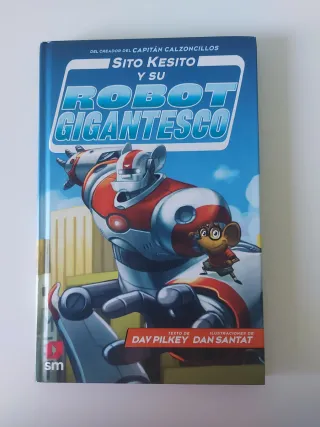 DEL CREADOR DEL CAPITÁN CALZONCILLOS
SITO KESITO
Y SU
ROBOT
GIGANTESCO
TEXTO DE
DAV PILKEY
ILUSTRACIONES DE
DAN SANTAT
sm